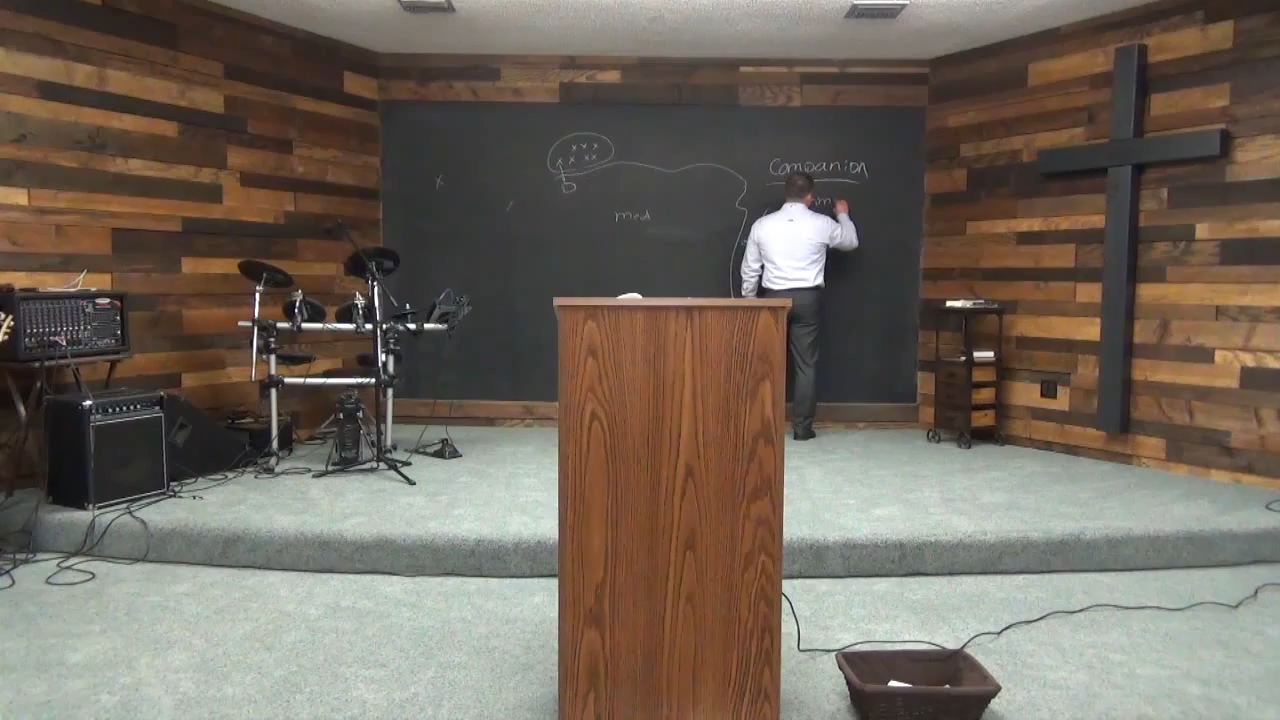 x x x
x x x x
b
x
Companion
med